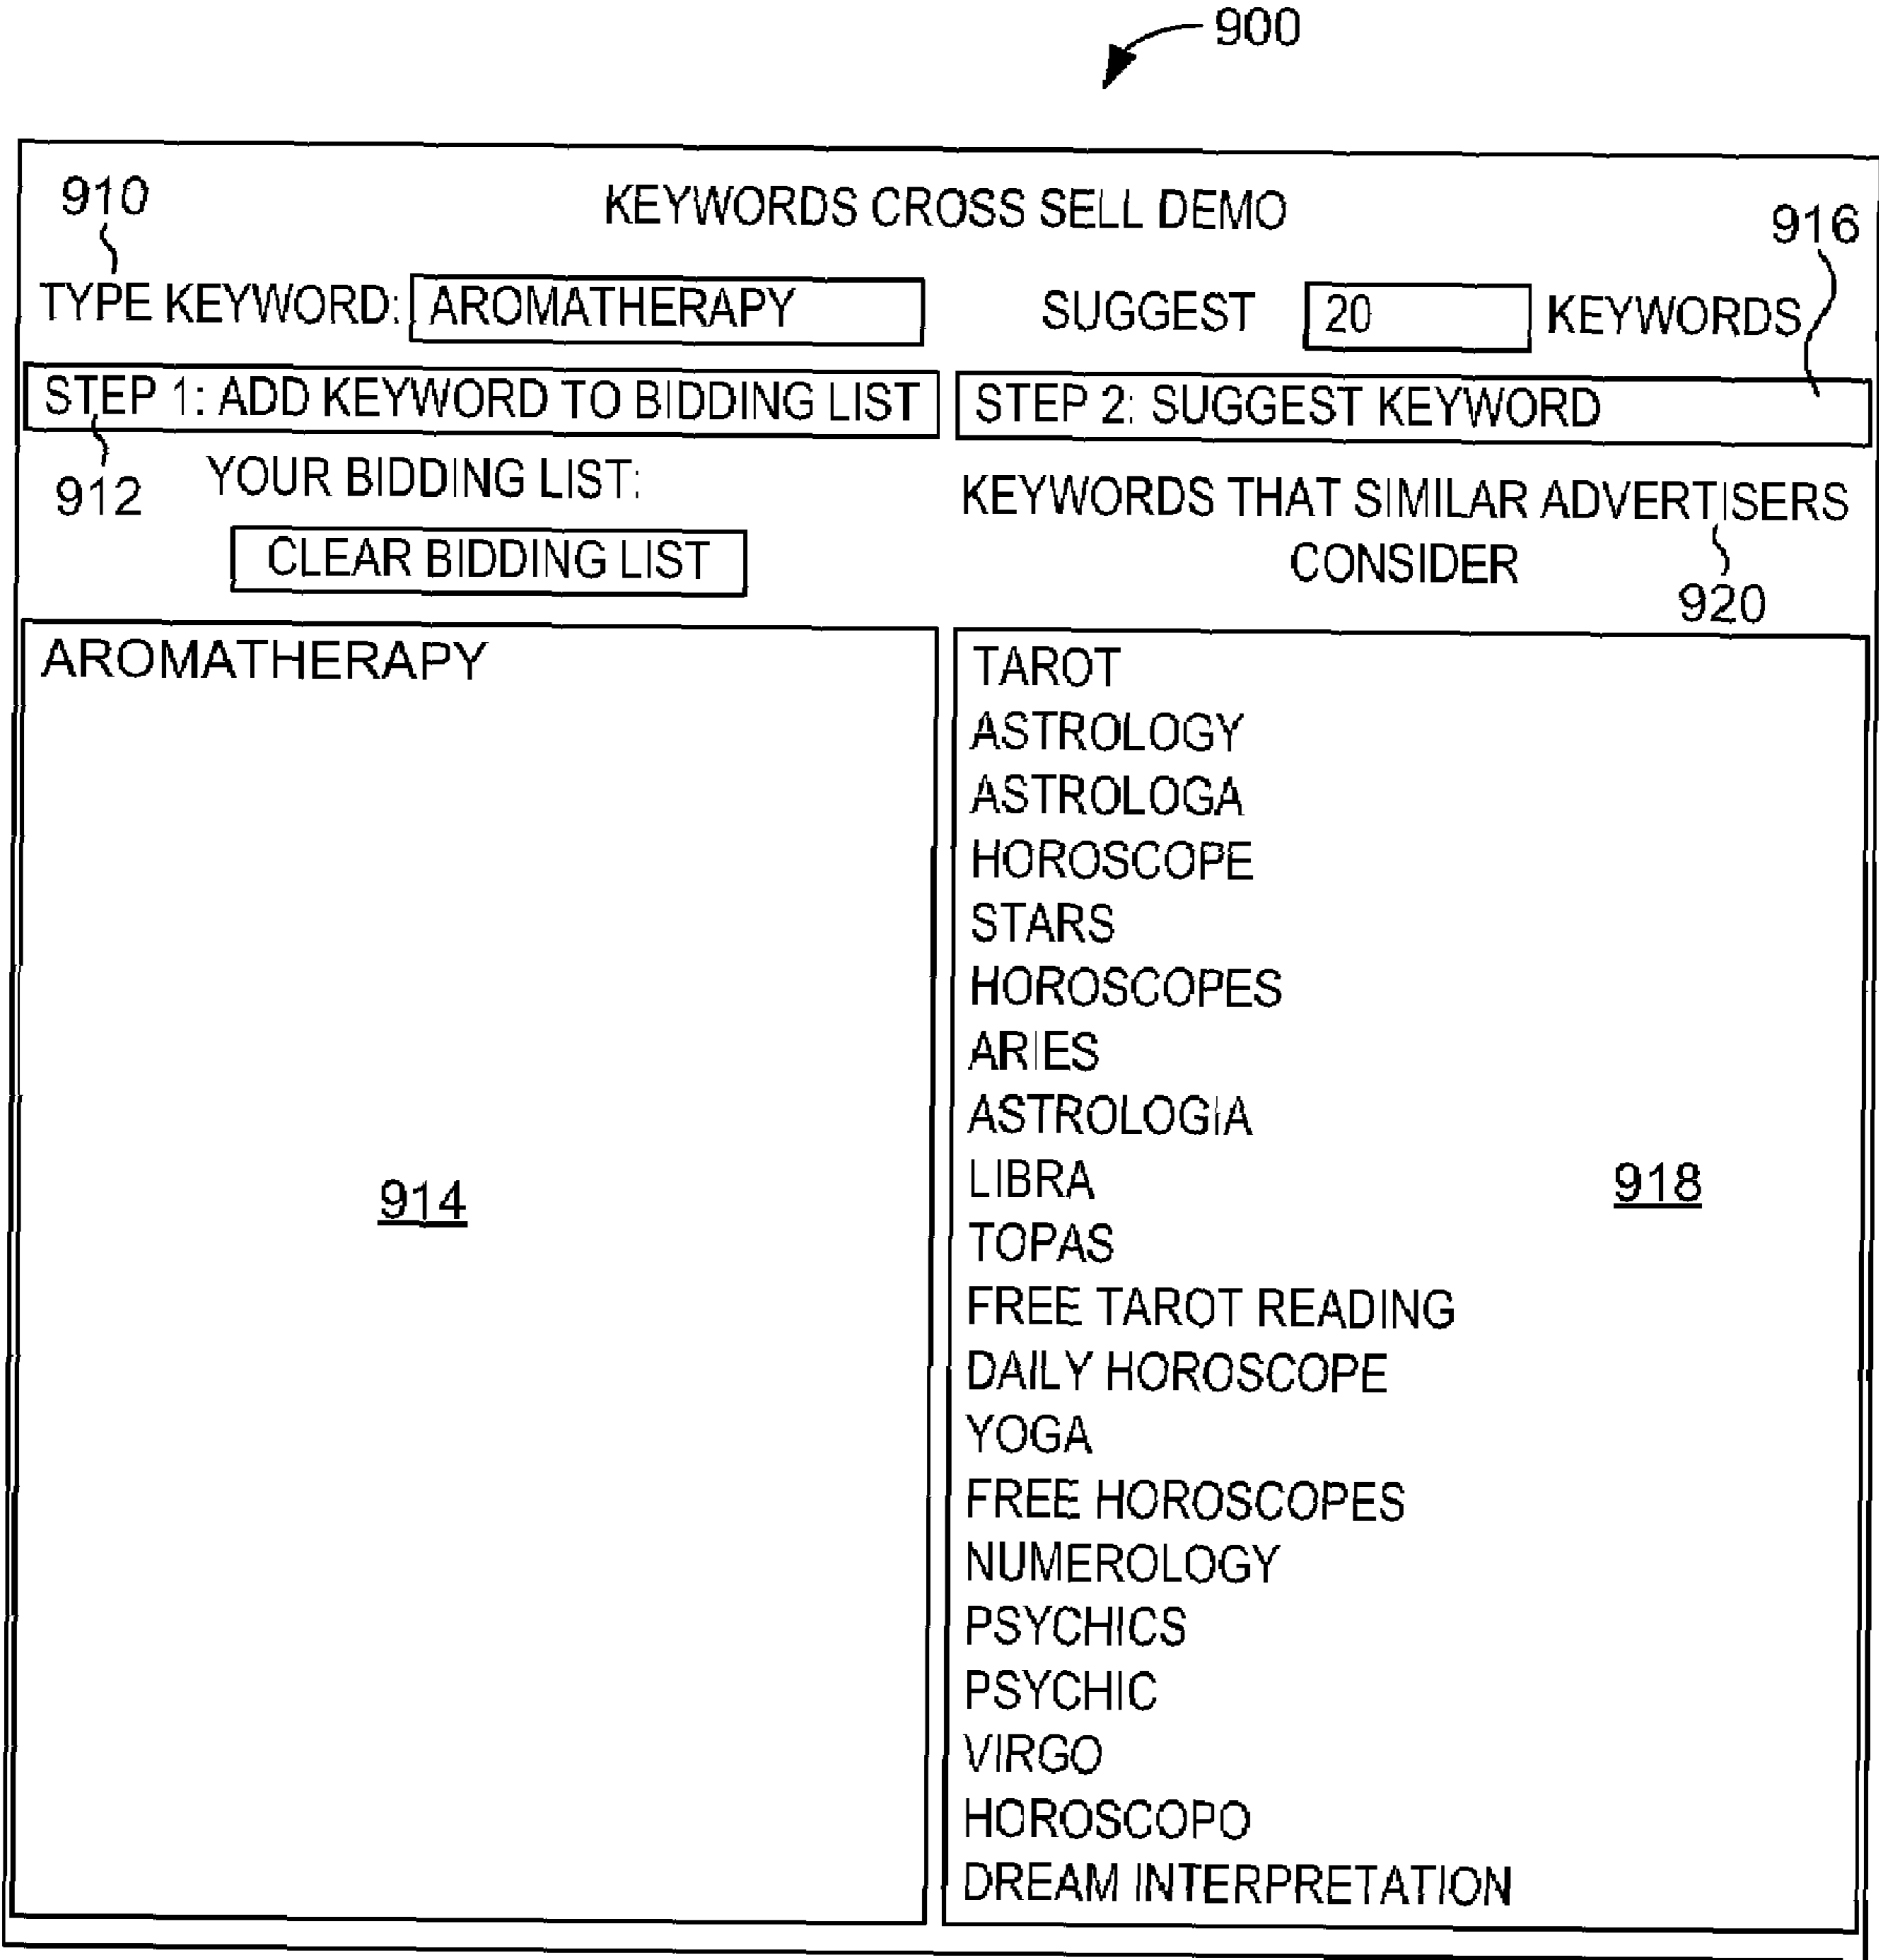 900
910
KEYWORDS CROSS SELL DEMO
916
TYPE KEYWORD: AROMATHERAPY SUGGEST 20 KEYWORDS
STEP 1: ADD KEYWORD TO BIDDING LIST
STEP 2: SUGGEST KEYWORD
912
YOUR BIDDING LIST:
CLEAR BIDDING LIST
KEYWORDS THAT SIMILAR ADVERTISERS
CONSIDER
920
AROMATHERAPY
914
TAROT
ASTROLOGY
ASTROLOGA
HOROSCOPE
STARS
HOROSCOPES
ARIES
ASTROLOGIA
LIBRA
918
TOPAS
FREE TAROT READING
DAILY HOROSCOPE
YOGA
FREE HOROSCOPES
NUMEROLOGY
PSYCHICS
PSYCHIC
VIRGO
HOROSCOPO
DREAM INTERPRETATION